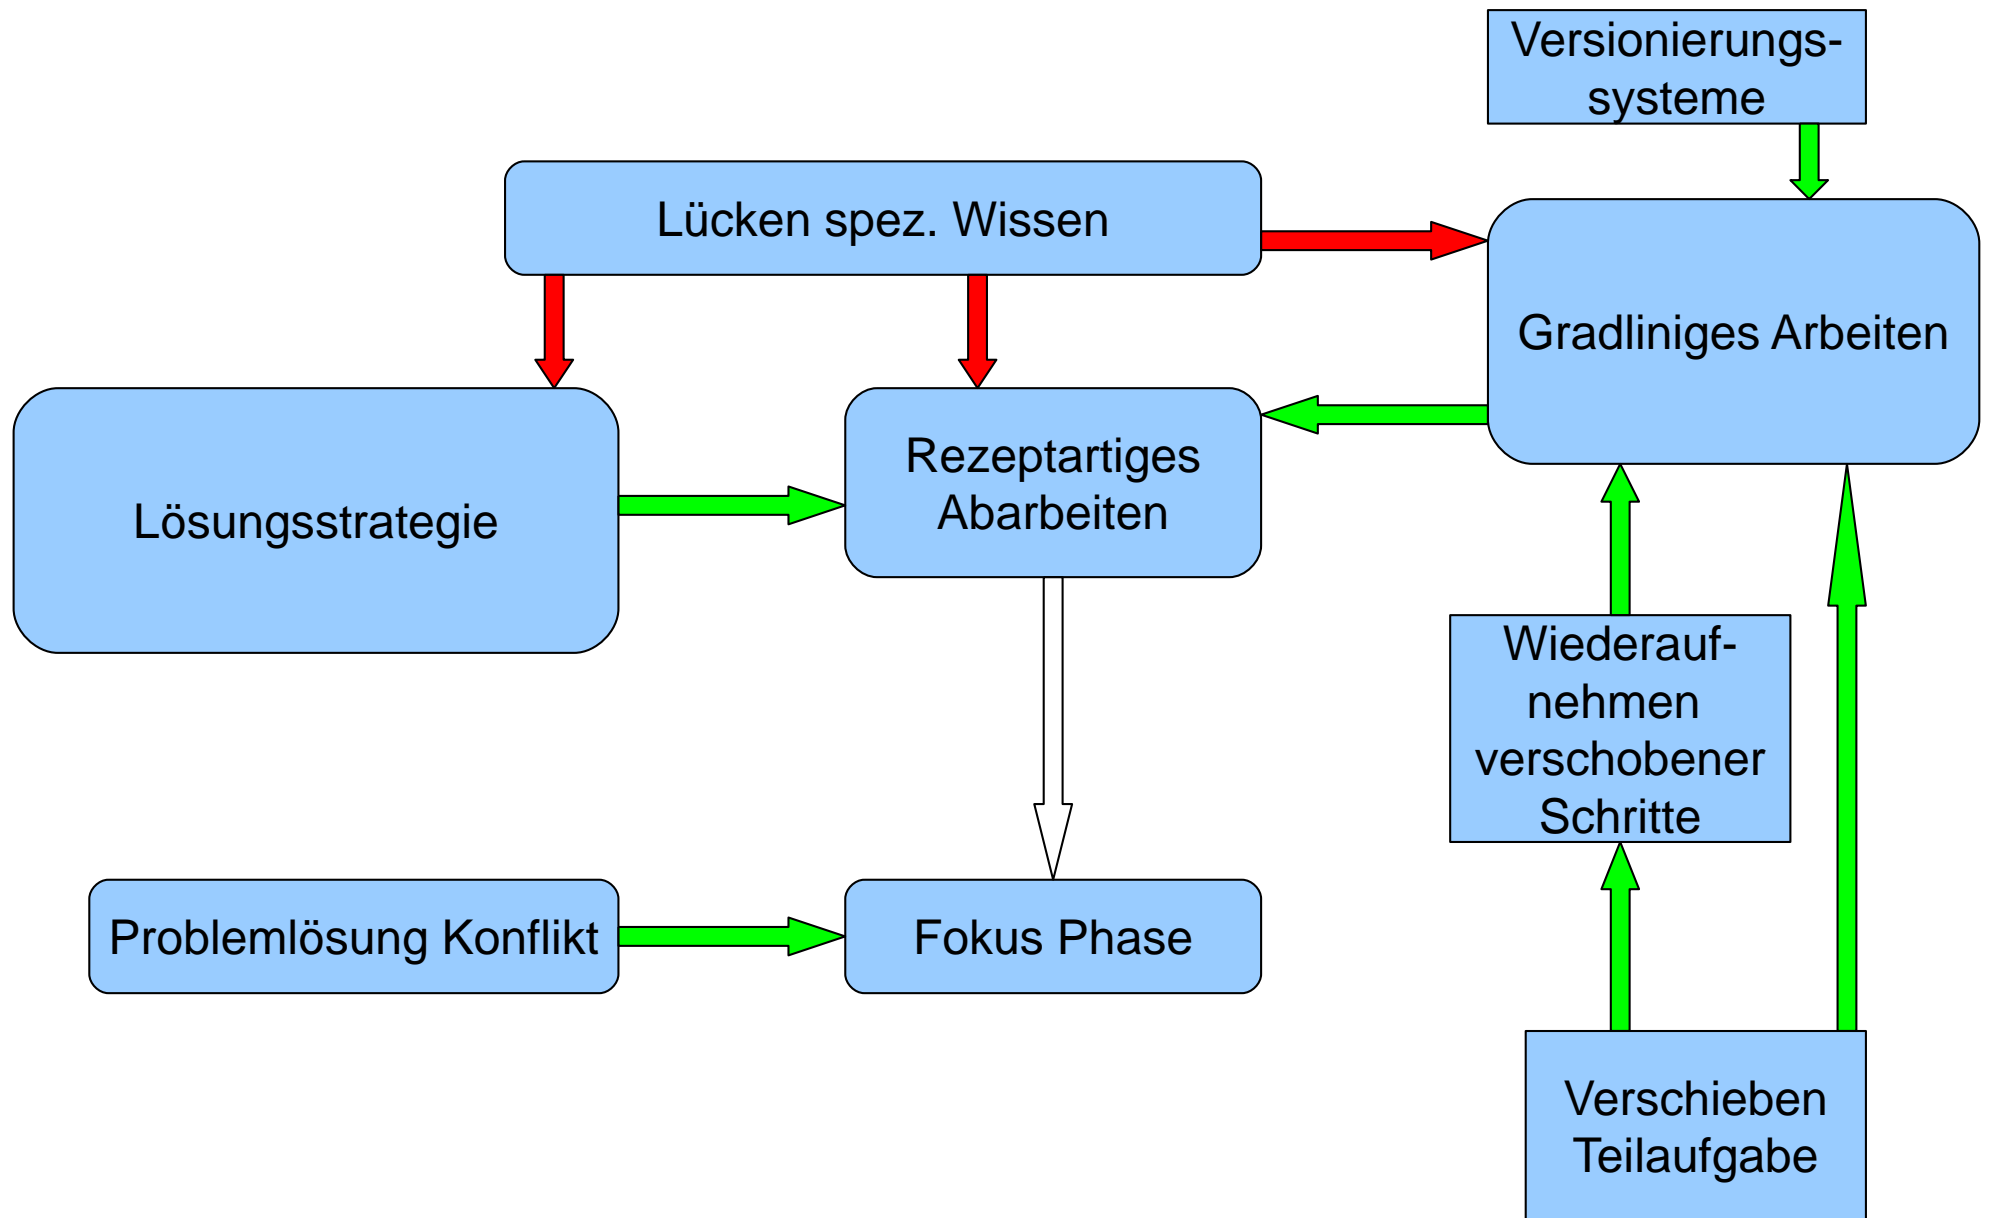 Versionierungs-
systeme
Lücken spez. Wissen
Gradliniges Arbeiten
Rezeptartiges
Abarbeiten
Lösungsstrategie
Wiederauf-
nehmen
verschobener
Schritte
Problemlösung Konflikt
Fokus Phase
Verschieben
Teilaufgabe